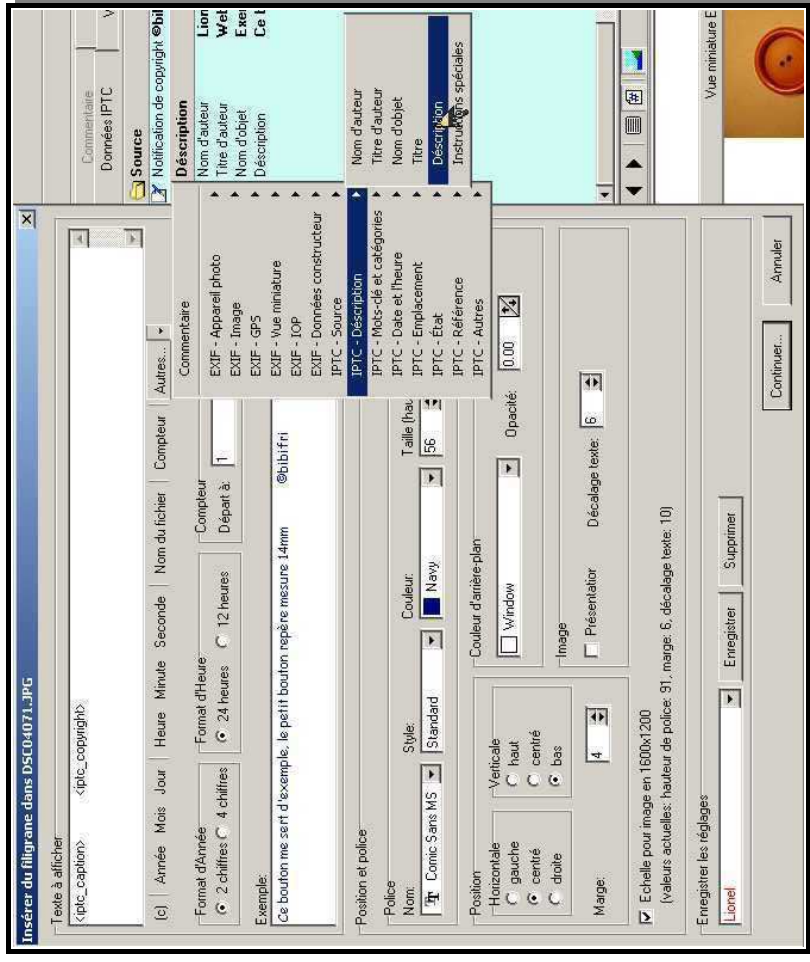 Insérer du filigrane dans DSC04071.JPG
Texte à afficher
<iptc_caption> <iptc_copyright>
(c) Année Mois Jour Heure Minute Seconde Nom du fichier Compteur Autres...
Format d'Année
2 chiffres 4 chiffres
Format d'Heure
24 heures 12 heures
Compteur
Départ à: 1
Exemple:
Ce bouton me sert d'exemple, le petit bouton repère mesure 14mm ©bibifri
Position et police
Police
Nom: Style: Couleur: Taille (hau
Comic Sans MS Standard Navy 56
Position
Horizontale
gauche
centré
droite
Verticale
haut
centré
bas
Marge: 4
Couleur d'arrière-plan
Window
Opacité: 0.00
Image
Présentation
Décalage texte: 6
Echelle pour image en 1600x1200
(valeurs actuelles: hauteur de police: 91, marge: 6, décalage texte: 10)
Enregistrer les réglages
Lionel
Enregistrer
Supprimer
Continuer...
Annuler
Commentaire
EXIF - Appareil photo
EXIF - Image
EXIF - GPS
EXIF - Vue miniature
EXIF - IOP
EXIF - Données constructeur
IPTC - Source
IPTC - Déscription
IPTC - Mots-clé et catégories
IPTC - Date et l'heure
IPTC - Emplacement
IPTC - État
IPTC - Référence
IPTC - Autres
Nom d'auteur
Titre d'auteur
Nom d'objet
Titre
Déscription
Instructions spéciales
Commentaire
Données IPTC
Source
Notification de copyright ©bi
Déscription
Nom d'auteur Lion
Titre d'auteur Wel
Nom d'objet Exe
Déscription Ce
Vue miniature E